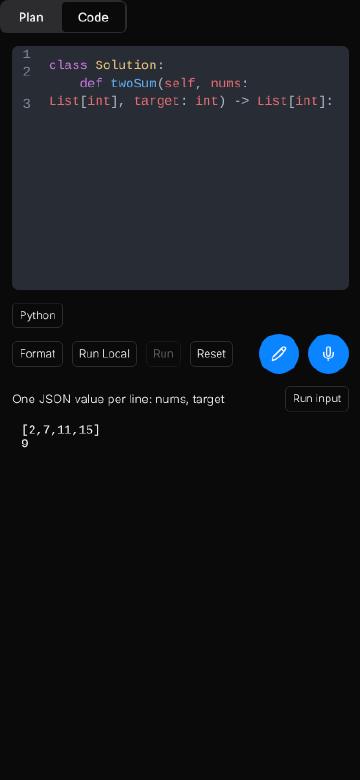 Plan Code
1 class Solution:
2 def twoSum(self, nums:
List[int], target: int) -> List[int]:
3
Python
Format Run Local Run Reset
One JSON value per line: nums, target Run input
[2,7,11,15]
9